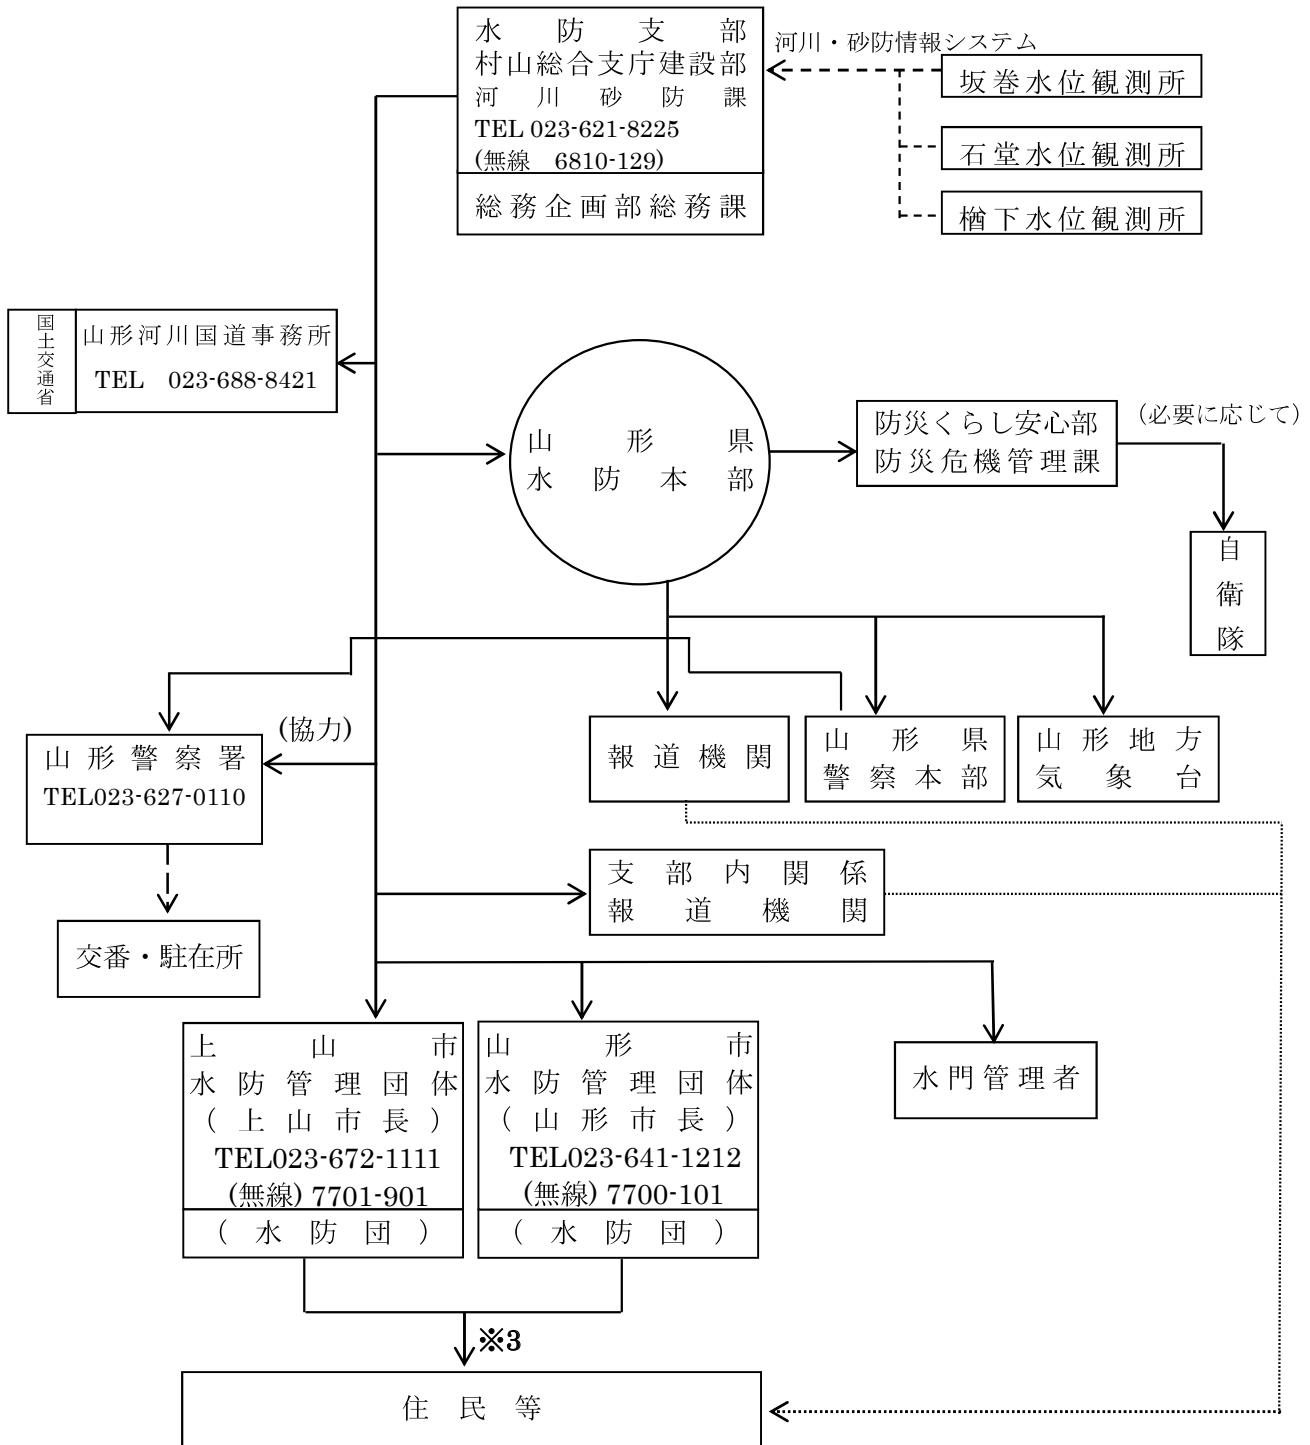 水防支部
村山総合支庁建設部
河川砂防課
TEL 023-621-8225
(無線　6810-129)
総務企画部総務課
河川・砂防情報システム
坂巻水位観測所
石堂水位観測所
楢下水位観測所
国土交通省
山形河川国道事務所
TEL　023-688-8421
山形県
水防本部
防災くらし安心部
防災危機管理課
（必要に応じて）
自衛隊
(協力)
山形警察署
TEL023-627-0110
交番・駐在所
報道機関
山形県
警察本部
山形地方
気象台
支部内関係
報道機関
上山市
水防管理団体
（上山市長）
TEL023-672-1111
(無線) 7701-901
（水防団）
山形市
水防管理団体
（山形市長）
TEL023-641-1212
(無線) 7700-101
（水防団）
水門管理者
※3
住民等